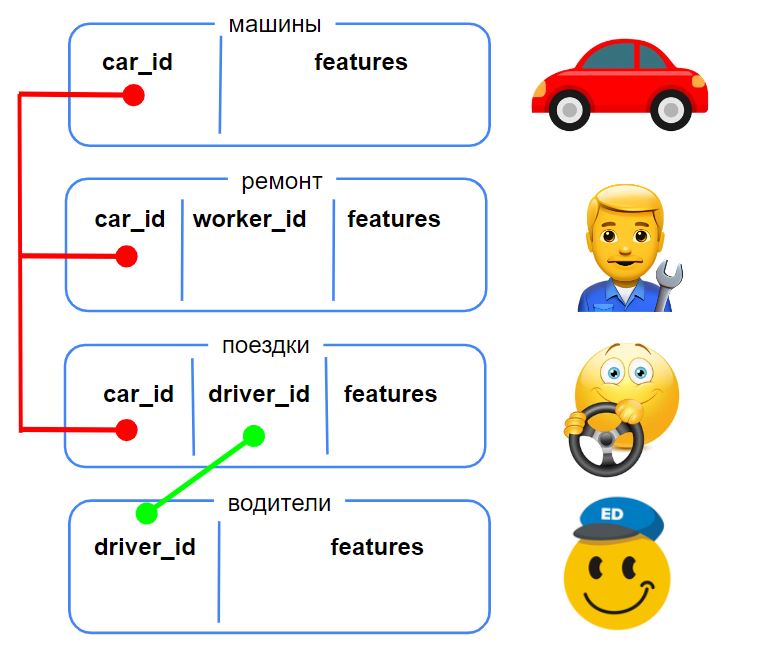 машины
car_id features
ремонт
car_id worker_id features
поездки
car_id driver_id features
водители
driver_id features
ED